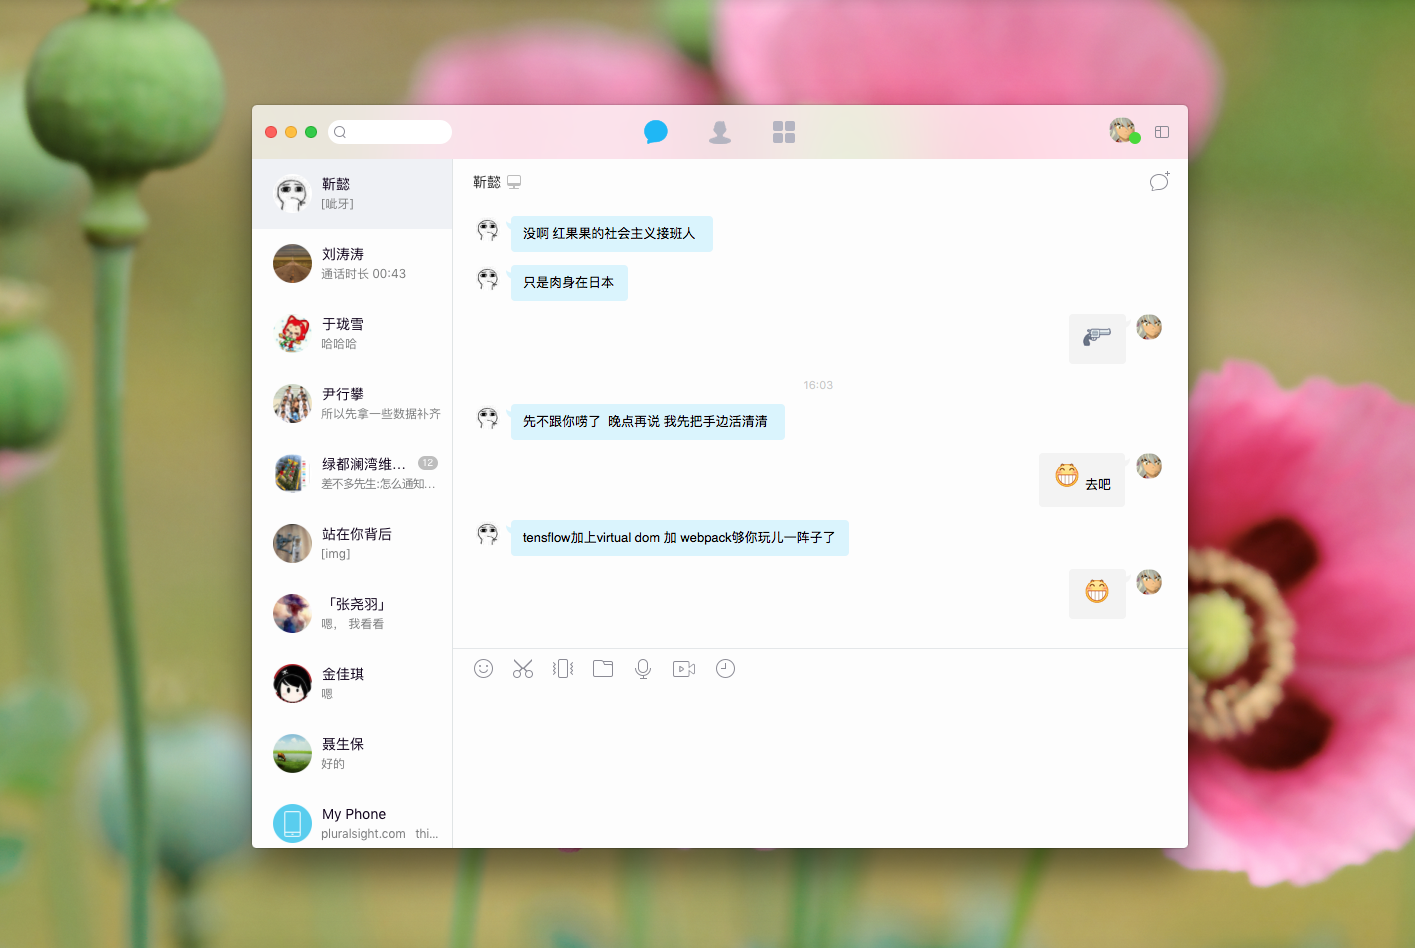 靳懿
[呲牙]
刘涛涛
通话时长 00:43
于珑雪
哈哈哈
尹行攀
所以先拿一些数据补齐
绿都澜湾维...
12
差不多先生:怎么通知...
站在你背后
[img]
「张尧羽」
嗯， 我看看
金佳琪
嗯
聂生保
好的
My Phone
pluralsight.com thi...
靳懿
没啊 红果果的社会主义接班人
只是肉身在日本
16:03
先不跟你唠了 晚点再说 我先把手边活清清
去吧
tensflow加上virtual dom 加 webpack够你玩儿一阵子了